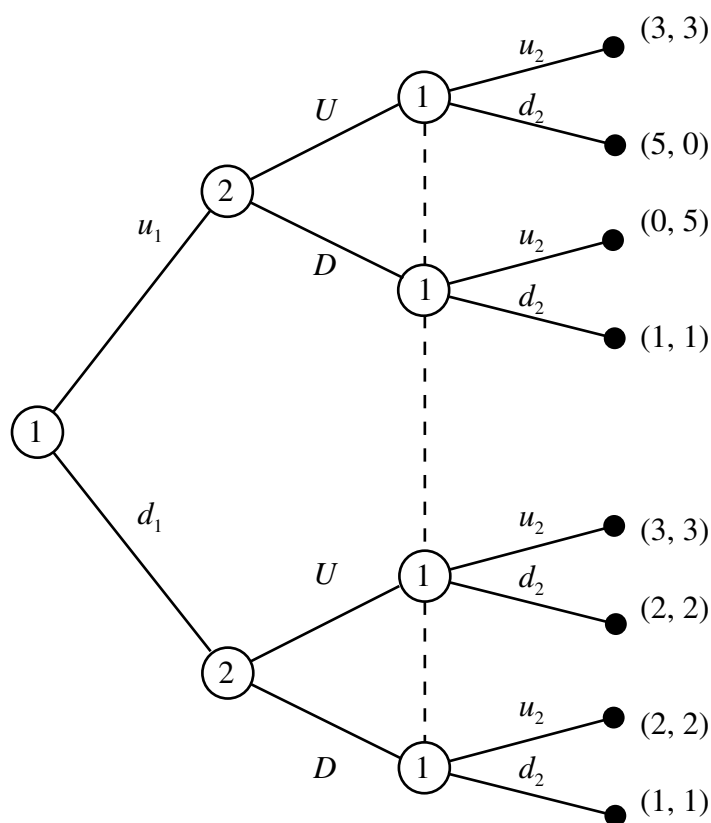 (3, 3)
u₂
1
d₂
U
(5, 0)
2
(0, 5)
u₁
u₂
D
1
d₂
(1, 1)
1
d₁
u₂
(3, 3)
U
1
d₂
(2, 2)
2
u₂
(2, 2)
D
1
d₂
(1, 1)